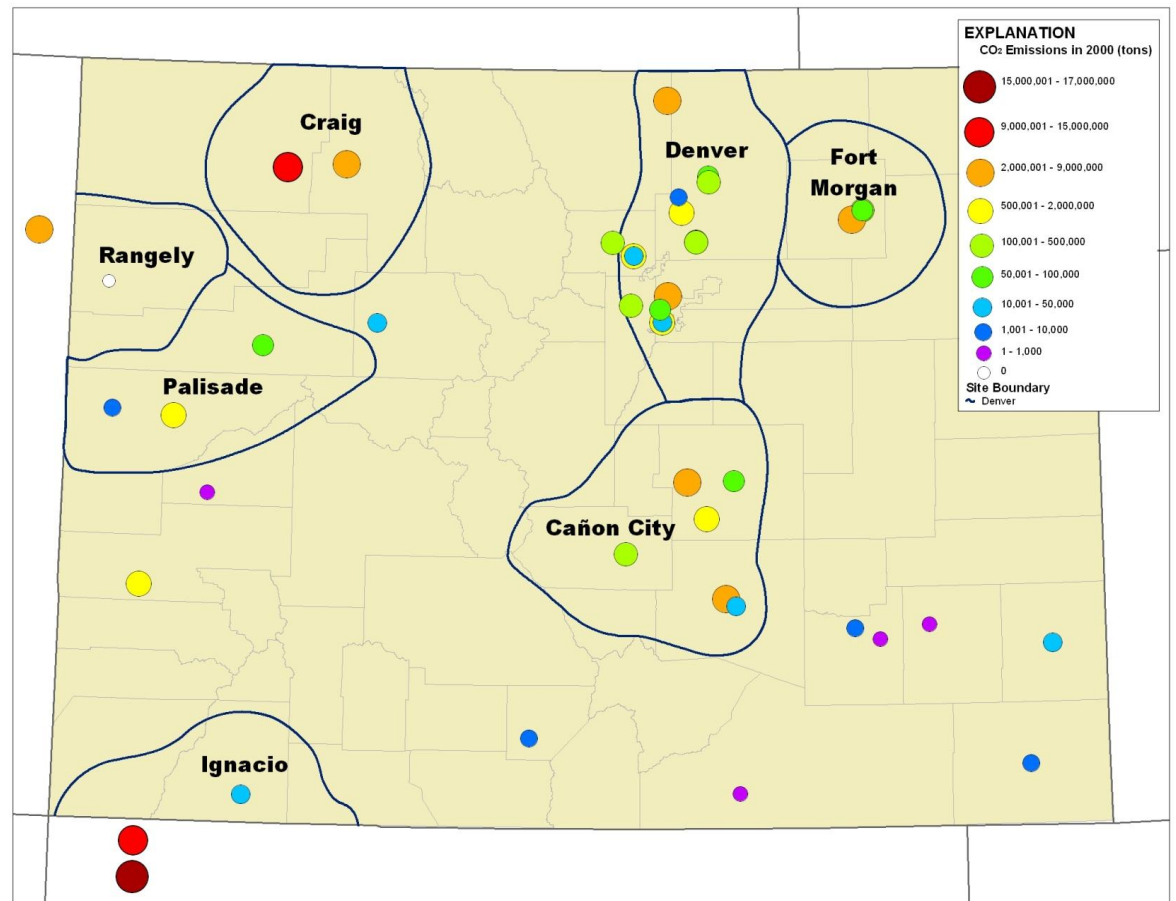 EXPLANATION
CO2 Emissions in 2000 (tons)
15,000,001 - 17,000,000
9,000,001 - 15,000,000
2,000,001 - 9,000,000
500,001 - 2,000,000
100,001 - 500,000
50,001 - 100,000
10,001 - 50,000
1,001 - 10,000
1 - 1,000
0
Site Boundary
Denver
Craig
Denver
Fort
Morgan
Rangely
Palisade
Cañon City
Ignacio